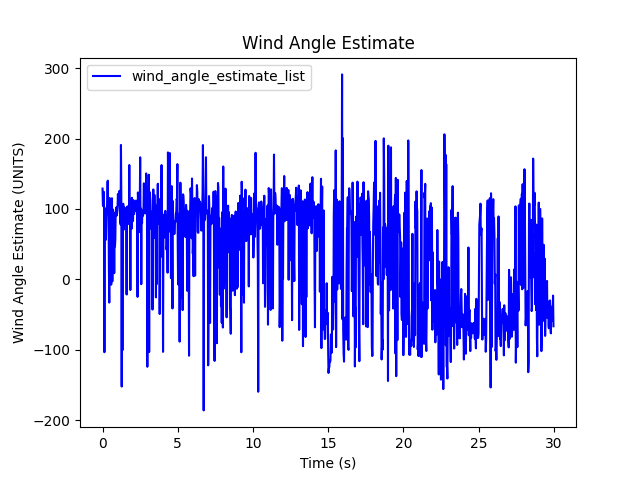 Wind Angle Estimate
wind_angle_estimate_list
Wind Angle Estimate (UNITS)
300
200
100
0
−100
−200
0 5 10 15 20 25 30
Time (s)